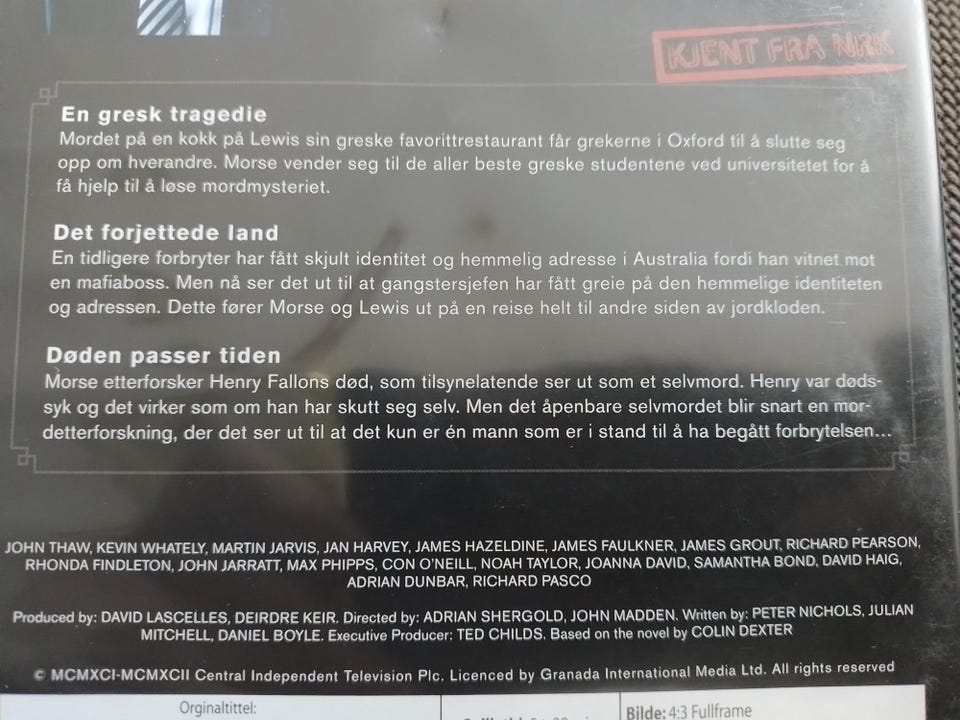 KJENT FRA NRK
En gresk tragedie
Mordet på en kokk på Lewis sin greske favorittrestaurant får grekerne i Oxford til å slutte seg
opp om hverandre. Morse vender seg til de aller beste greske studentene ved universitetet for å
få hjelp til å løse mordmysteriet.
Det forjettede land
En tidligere forbryter har fått skjult identitet og hemmelig adresse i Australia fordi han vitnet mot
en mafiaboss. Men nå ser det ut til at gangstersjefen har fått greie på den hemmelige identiteten
og adressen. Dette fører Morse og Lewis ut på en reise helt til andre siden av jordkloden.
Døden passer tiden
Morse etterforsker Henry Fallons død, som tilsynelatende ser ut som et selvmord. Henry var døds-
syk og det virker som om han har skutt seg selv. Men det åpenbare selvmordet blir snart en mor-
detterforskning, der det ser ut til at det kun er én mann som er i stand til å ha begått forbrytelsen...
JOHN THAW, KEVIN WHATELY, MARTIN JARVIS, JAN HARVEY, JAMES HAZELDINE, JAMES FAULKNER, JAMES GROUT, RICHARD PEARSON,
RHONDA FINDLETON, JOHN JARRATT, MAX PHIPPS, CON O'NEILL, NOAH TAYLOR, JOANNA DAVID, SAMANTHA BOND, DAVID HAIG,
ADRIAN DUNBAR, RICHARD PASCO
Produced by: DAVID LASCELLES, DEIRDRE KEIR. Directed by: ADRIAN SHERGOLD, JOHN MADDEN. Written by: PETER NICHOLS, JULIAN
MITCHELL, DANIEL BOYLE. Executive Producer: TED CHILDS. Based on the novel by COLIN DEXTER
© MCMXCI-MCMXCII Central Independent Television Plc. Licenced by Granada International Media Ltd. All rights reserved
Orginaltittel:
Bilde: 4:3 Fullframe